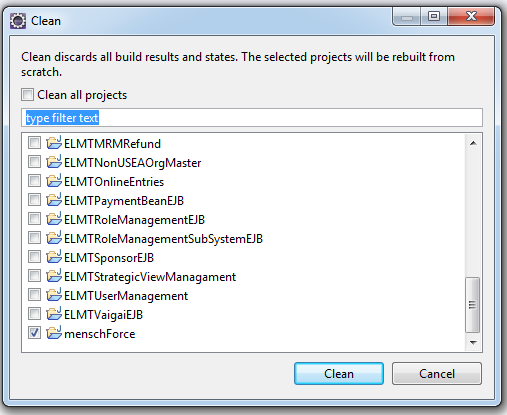 Clean
Clean discards all build results and states. The selected projects will be rebuilt from
scratch.
Clean all projects
type filter text
ELMTMRMRefund
ELMTNonUSEAOrgMaster
ELMTOnlineEntries
ELMTPaymentBeanEJB
ELMTRoleManagementEJB
ELMTRoleManagementSubSystemEJB
ELMTSponsorEJB
ELMTStrategicViewManagament
ELMTUserManagement
ELMTVaigaiEJB
menschForce
Clean Cancel